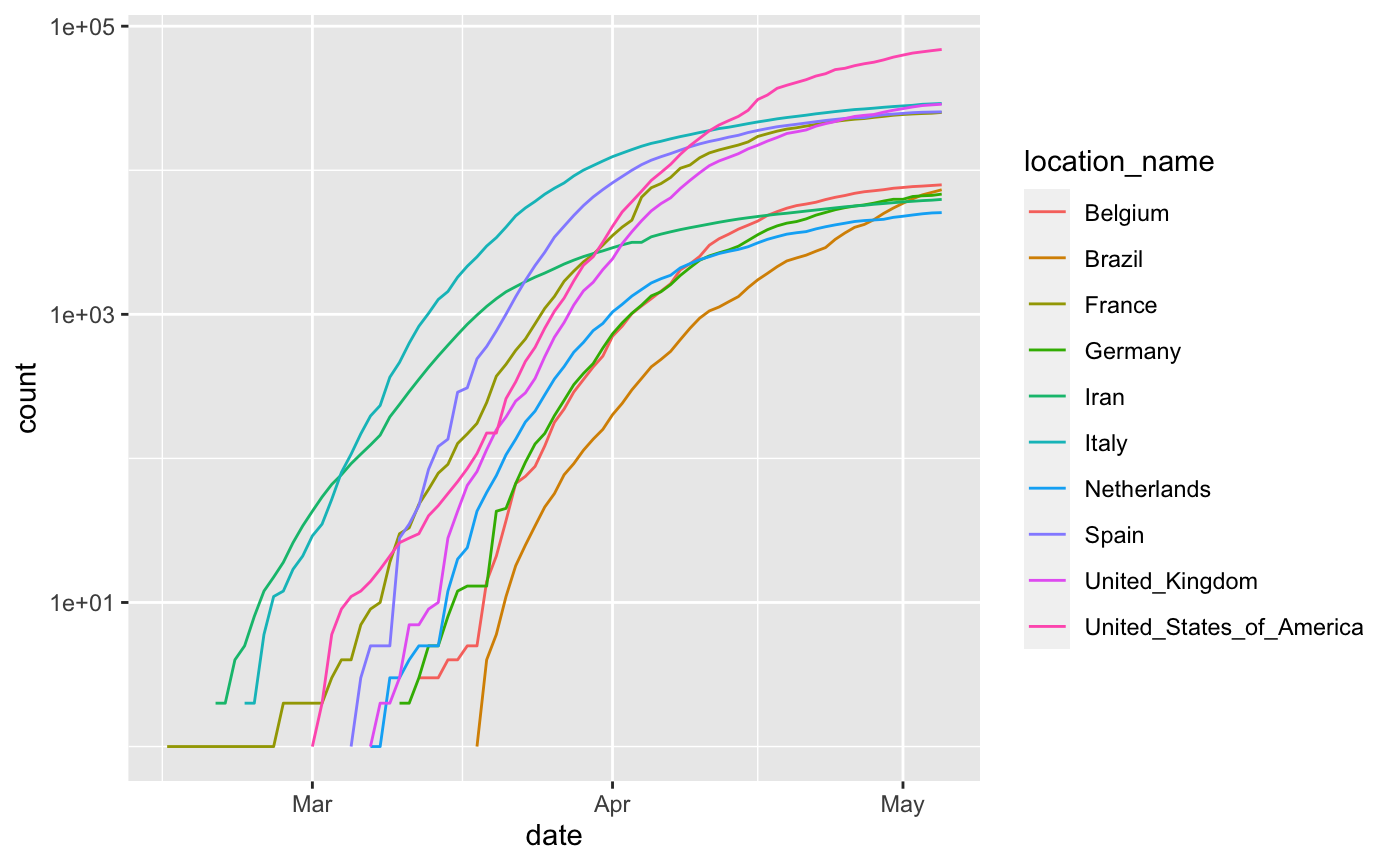 1e+05
1e+03
1e+01
count
Mar
Apr
May
date
location_name
Belgium
Brazil
France
Germany
Iran
Italy
Netherlands
Spain
United_Kingdom
United_States_of_America